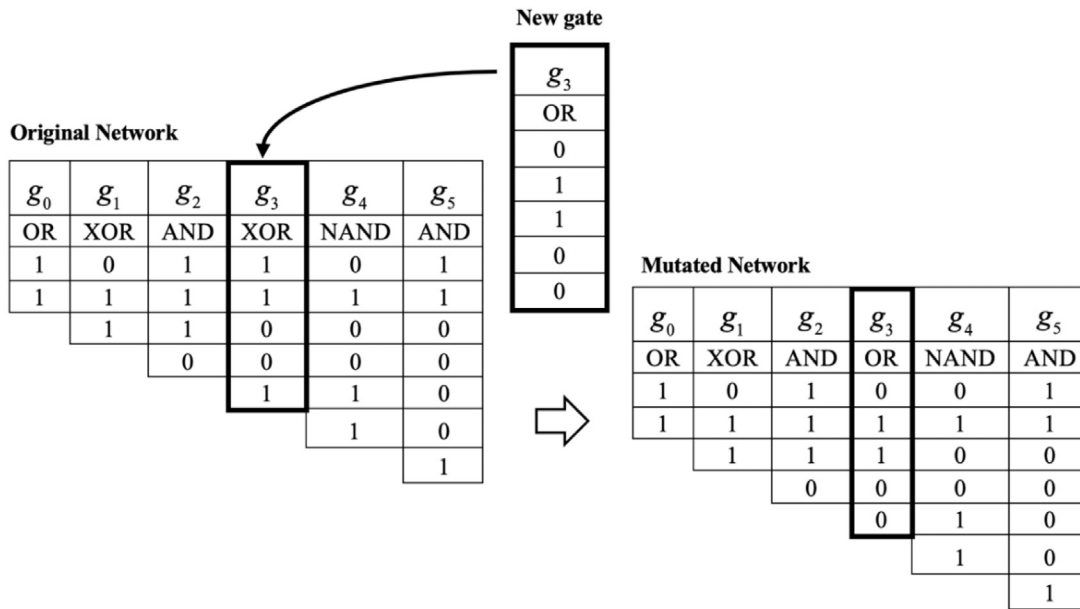 New gate
g3
OR
0
1
1
0
0
Original Network
g0 g1 g2 g3 g4 g5
OR XOR AND XOR NAND AND
1 0 1 1 0 1
1 1 1 1 1 1
1 1 0 0 0
0 0 0 0
1 1 0
1 0
1
Mutated Network
g0 g1 g2 g3 g4 g5
OR XOR AND OR NAND AND
1 0 1 0 0 1
1 1 1 1 1 1
1 1 1 0 0
0 0 0 0
0 1 0
1 0
1